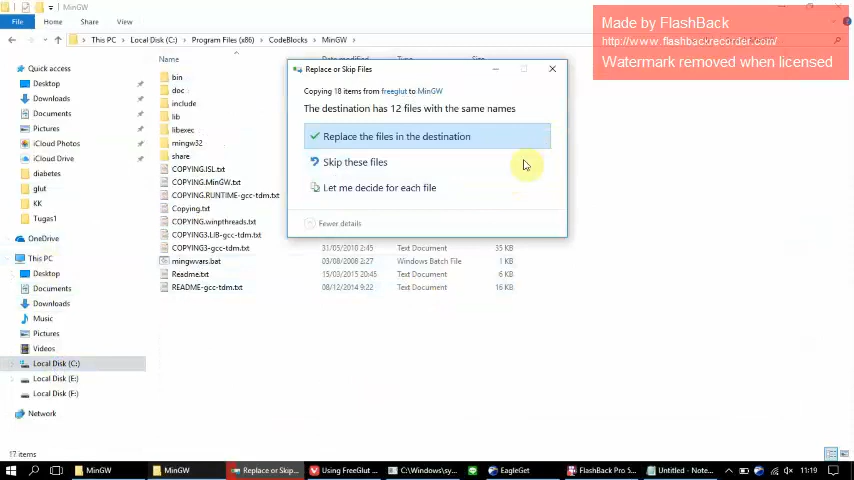 MinGW
File Home Share View
This PC Local Disk (C:) Program Files (x86) CodeBlocks MinGW
Made by FlashBack
http://www.flashbackrecorder.com/
Watermark removed when licensed
Quick access
Desktop
Downloads
Documents
Pictures
iCloud Photos
iCloud Drive
diabetes
glut
KK
Tugas1
OneDrive
This PC
Desktop
Documents
Downloads
Music
Pictures
Videos
Local Disk (C:)
Local Disk (E:)
Local Disk (F:)
Network
Name
bin
doc
include
lib
libexec
mingw32
share
COPYING.ISL.txt
COPYING.MinGW.txt
COPYING.RUNTIME-gcc-tdm.txt
Copying.txt
COPYING.winpthreads.txt
COPYING3.LIB-gcc-tdm.txt
COPYING3-gcc-tdm.txt 31/05/2010 2:45 Text Document 35 KB
mingwvars.bat 03/08/2008 2:27 Windows Batch File 1 KB
Readme.txt 15/03/2015 20:45 Text Document 6 KB
README-gcc-tdm.txt 08/12/2014 9:22 Text Document 16 KB
Replace or Skip Files
Copying 18 items from freeglut to MinGW
The destination has 12 files with the same names
Replace the files in the destination
Skip these files
Let me decide for each file
Fewer details
17 items
MinGW MinGW Replace or Skip... Using FreeGlut ... C:\Windows\sy... EagleGet FlashBack Pro 5... Untitled - Note... 11:19